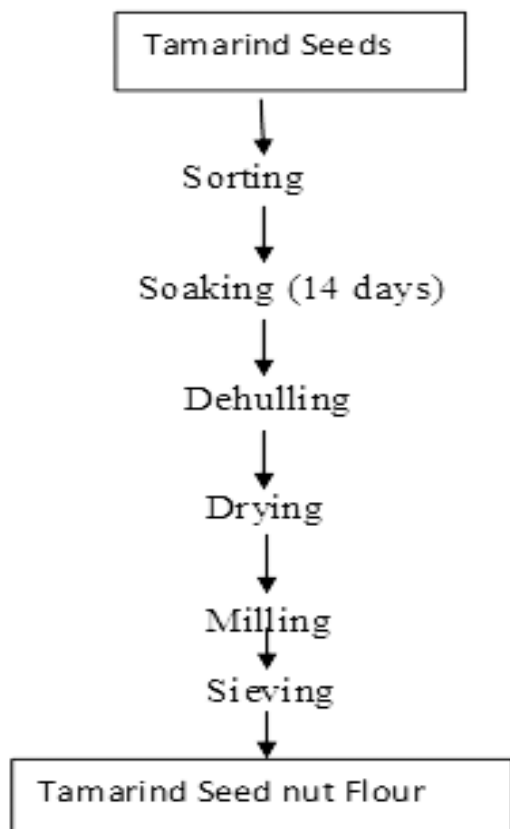 Tamarind Seeds
Sorting
Soaking (14 days)
Dehulling
Drying
Milling
Sieving
Tamarind Seed nut Flour